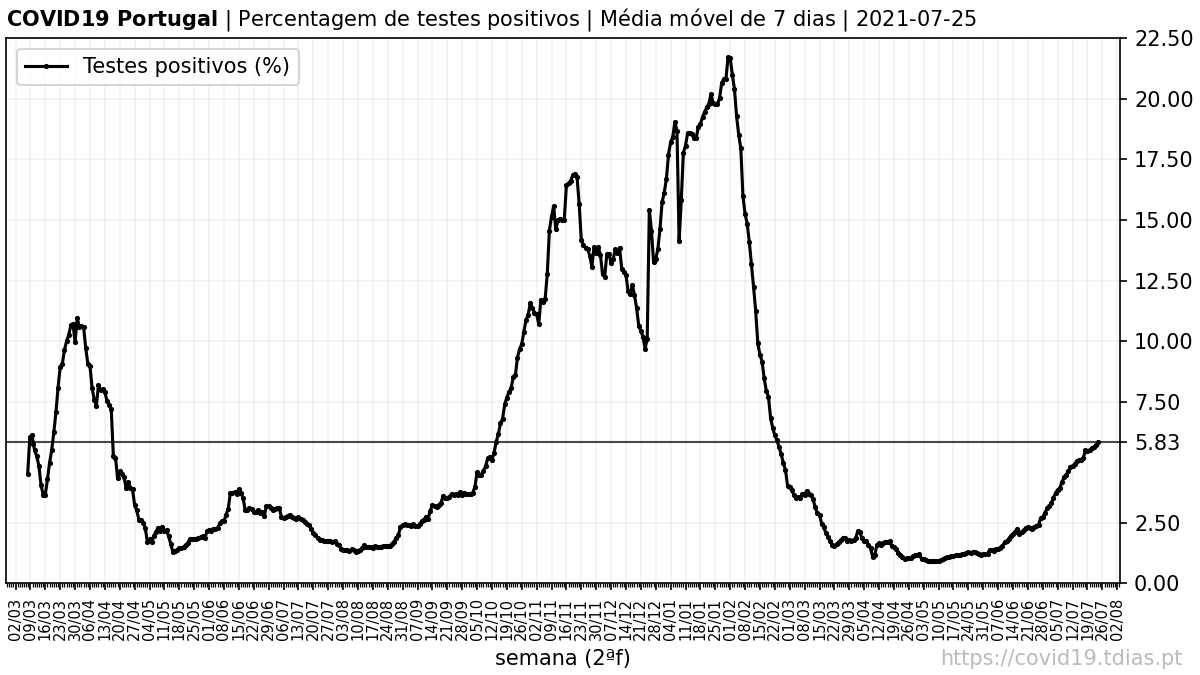 COVID19 Portugal | Percentagem de testes positivos | Média móvel de 7 dias | 2021-07-25
Testes positivos (%)
22.50
20.00
17.50
15.00
12.50
10.00
7.50
5.83
2.50
0.00
02/03 09/03 16/03 23/03 30/03 06/04 13/04 20/04 27/04 04/05 11/05 18/05 25/05 01/06 08/06 15/06 22/06 29/06 06/07 13/07 20/07 27/07 03/08 10/08 17/08 24/08 31/08 07/09 14/09 21/09 28/09 05/10 12/10 19/10 26/10 02/11 09/11 16/11 23/11 30/11 07/12 14/12 21/12 28/12 04/01 11/01 18/01 25/01 01/02 08/02 15/02 22/02 01/03 08/03 15/03 22/03 29/03 05/04 12/04 19/04 26/04 03/05 10/05 17/05 24/05 31/05 07/06 14/06 21/06 28/06 05/07 12/07 19/07 26/07 02/08
semana (2ªf)
https://covid19.tdias.pt